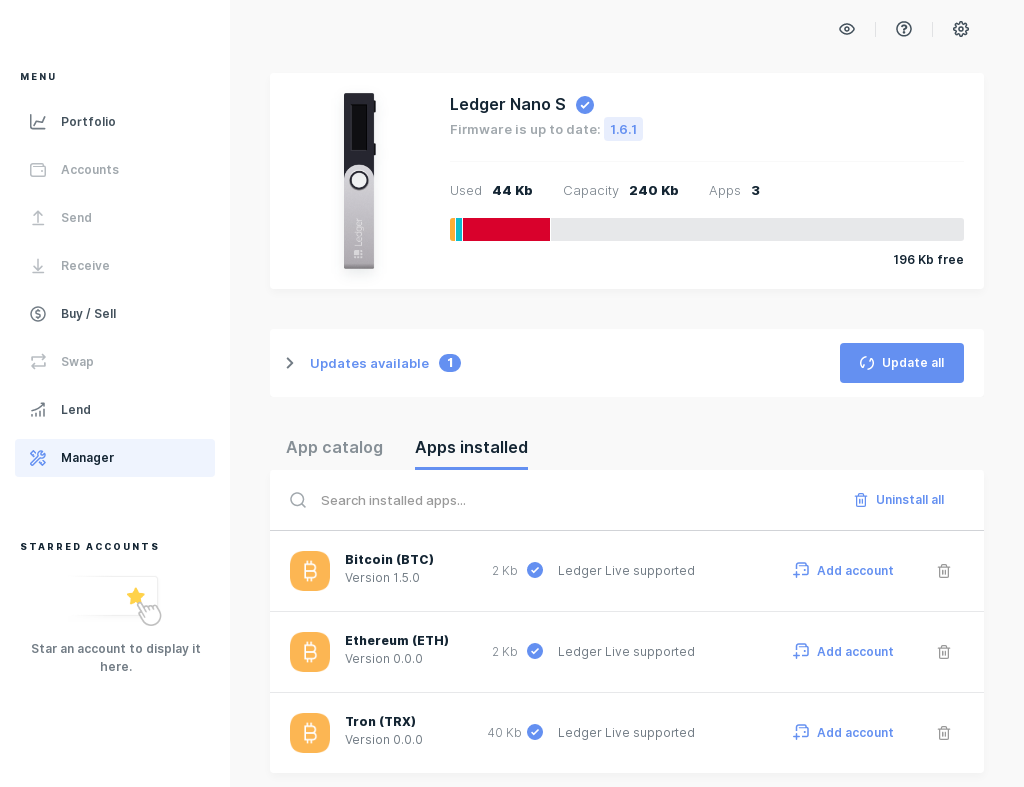 MENU
Portfolio
Accounts
Send
Receive
Buy / Sell
Swap
Lend
Manager
STARRED ACCOUNTS
Star an account to display it
here.
Ledger
Ledger Nano S
Firmware is up to date: 1.6.1
Used 44 Kb Capacity 240 Kb Apps 3
196 Kb free
Updates available 1
Update all
App catalog Apps installed
Search installed apps...
Uninstall all
Bitcoin (BTC)
Version 1.5.0
2 Kb Ledger Live supported Add account
Ethereum (ETH)
Version 0.0.0
2 Kb Ledger Live supported Add account
Tron (TRX)
Version 0.0.0
40 Kb Ledger Live supported Add account